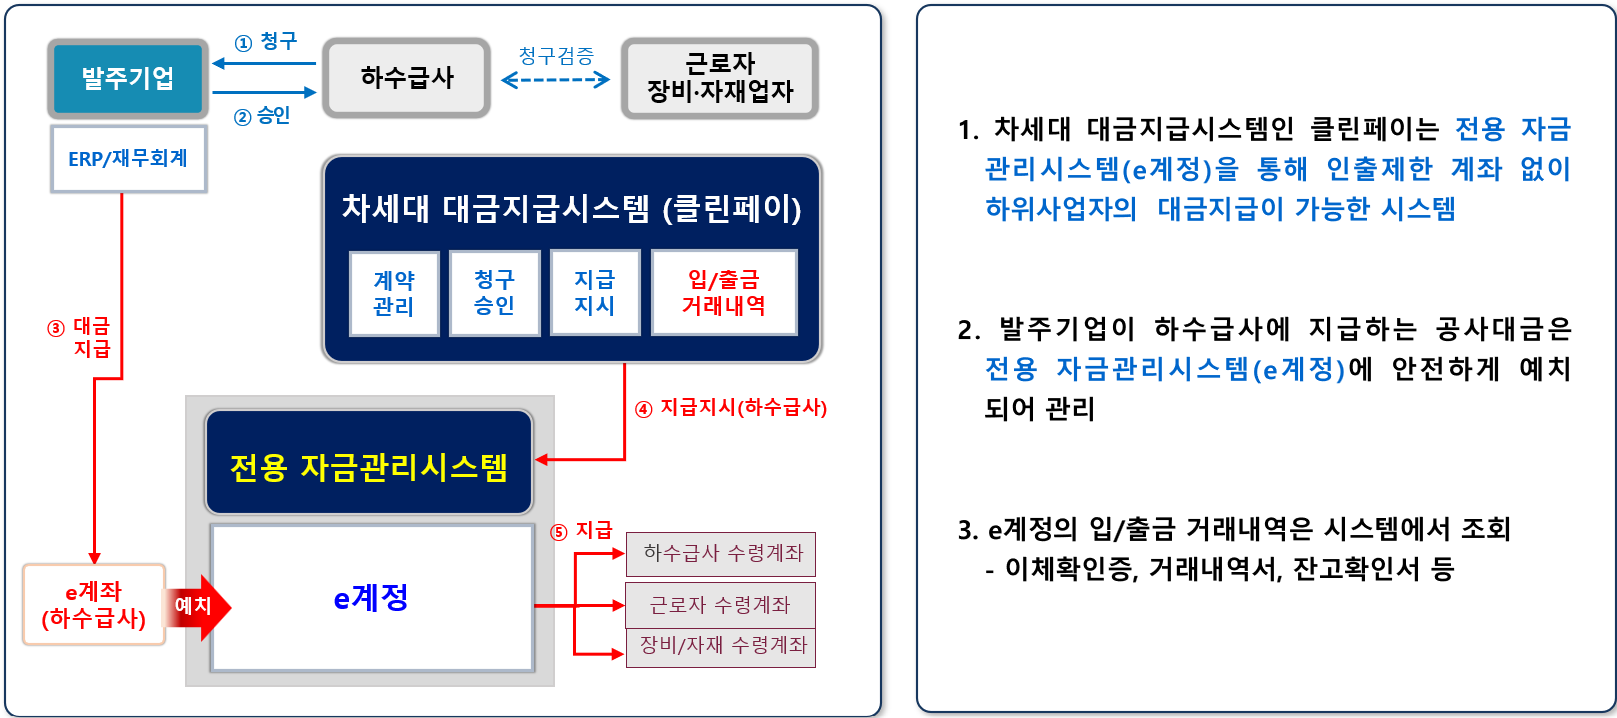 ① 청구
발주기업
하수급사
청구검증
근로자
장비·자재업자
② 승인
ERP/재무회계
차세대 대금지급시스템 (클린페이)
계약
관리
청구
승인
지급
지시
입/출금
거래내역
③ 대금
지급
④ 지급지시(하수급사)
전용 자금관리시스템
⑤ 지급
e계좌
(하수급사)
예치
e계정
하수급사 수령계좌
근로자 수령계좌
장비/자재 수령계좌
1. 차세대 대금지급시스템인 클린페이는 전용 자금
관리시스템(e계정)을 통해 인출제한 계좌 없이
하위사업자의 대금지급이 가능한 시스템
2. 발주기업이 하수급사에 지급하는 공사대금은
전용 자금관리시스템(e계정)에 안전하게 예치
되어 관리
3. e계정의 입/출금 거래내역은 시스템에서 조회
- 이체확인증, 거래내역서, 잔고확인서 등